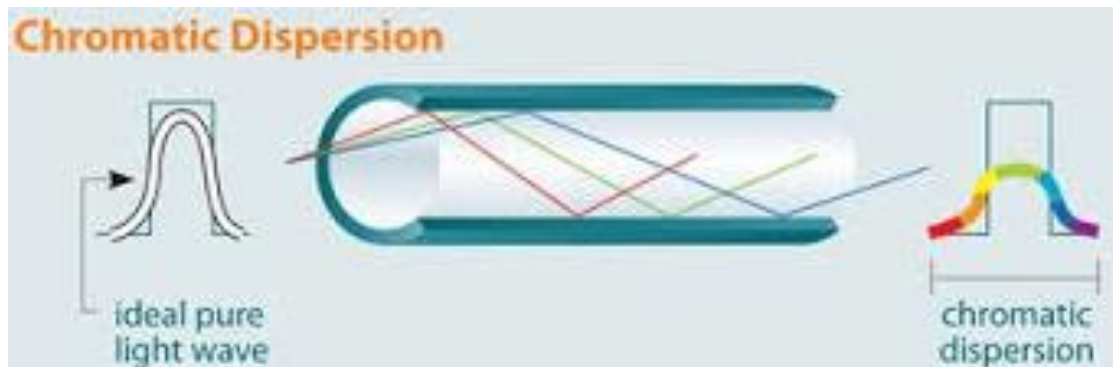 Chromatic Dispersion
ideal pure
light wave
chromatic
dispersion